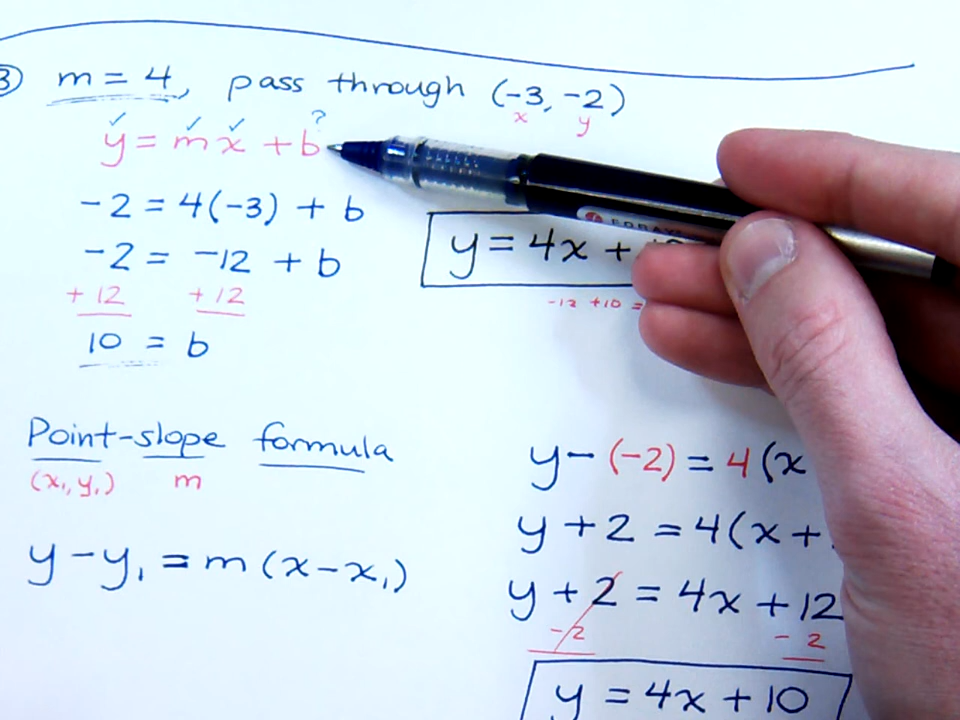 3) m = 4, pass through (-3, -2)
x y
✓ ✓ ✓ ?
y = mx + b
-2 = 4(-3) + b
-2 = -12 + b
+ 12 + 12
10 = b
y = 4x +
-12 +10 =
Point-slope formula
(x₁, y₁) m
y - y₁ = m(x - x₁)
y - (-2) = 4(x
y + 2 = 4(x +
y + 2 = 4x + 12
-2 - 2
y = 4x + 10